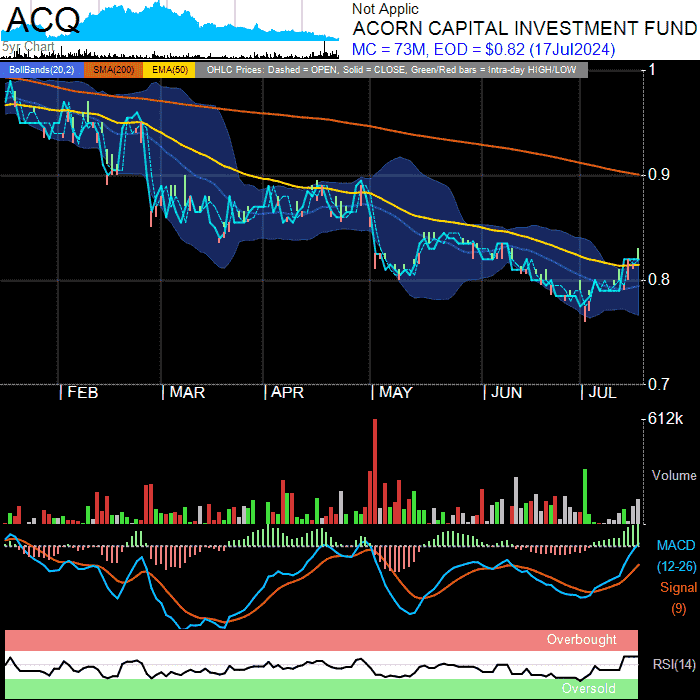 ACQ
Not Applic
ACORN CAPITAL INVESTMENT FUND
MC = 73M, EOD = $0.82 (17Jul2024)
5yr Chart
BollBands(20,2) SMA(200) EMA(50) OHLC Prices: Dashed = OPEN, Solid = CLOSE, Green/Red bars = Intra-day HIGH/LOW
1
0.9
0.8
0.7
FEB MAR APR MAY JUN JUL
612k
Volume
MACD
(12-26)
Signal
(9)
Overbought
RSI(14)
Oversold